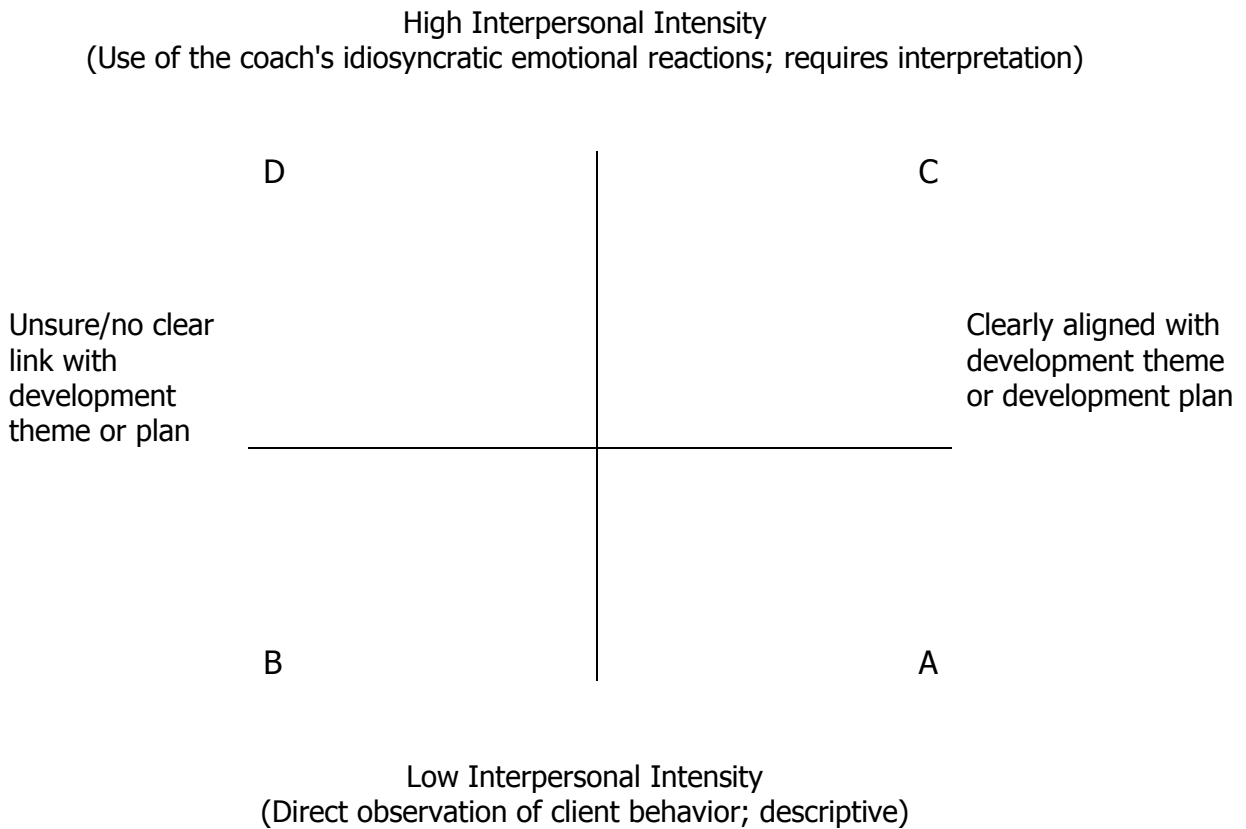 High Interpersonal Intensity
(Use of the coach's idiosyncratic emotional reactions; requires interpretation)
D
C
Unsure/no clear
link with
development
theme or plan
Clearly aligned with
development theme
or development plan
B
A
Low Interpersonal Intensity
(Direct observation of client behavior; descriptive)